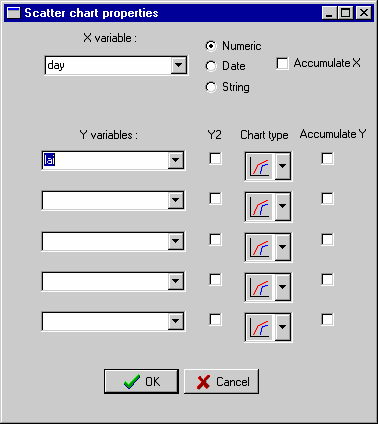 Scatter chart properties
X variable :
day
Numeric
Date
String
Accumulate X
Y variables :
Y2
Chart type
Accumulate Y
lai
OK
Cancel